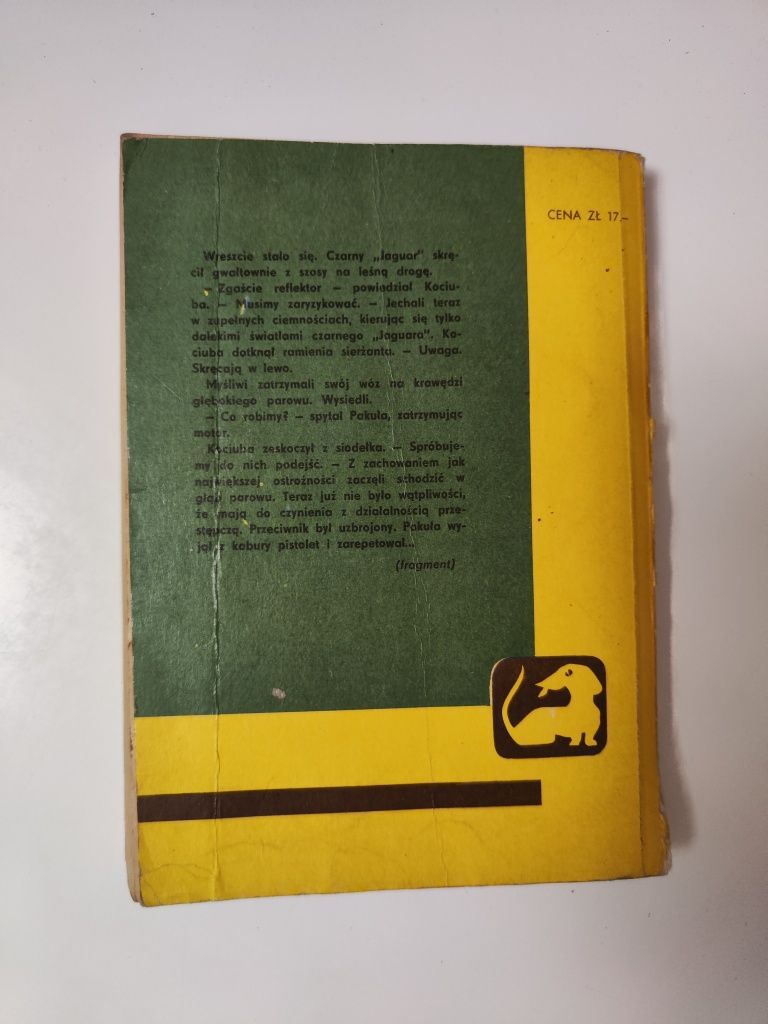 CENA ZŁ 17.–
Wreszcie stało się. Czarny „Jaguar" skrę-
cił gwałtownie z szosy na leśną drogę.
– Zgaście reflektor – powiedział Kociu-
ba. – Musimy zaryzykować. – Jechali teraz
w zupełnych ciemnościach, kierując się tylko
dalekimi światłami czarnego „Jaguara". Ko-
ciuba dotknął ramienia sierżanta. – Uwaga.
Skręcają w lewo.
Myśliwi zatrzymali swój wóz na krawędzi
głębokiego parowu. Wysiedli.
– Co robimy? – spytał Pakuła, zatrzymując
motor.
Kociuba zeskoczył z siodełka. – Spróbuje-
my do nich podejść. – Z zachowaniem jak
największej ostrożności zaczęli schodzić w
głąb parowu. Teraz już nie było wątpliwości,
że mają do czynienia z działalnością prze-
stępczą. Przeciwnik był uzbrojony. Pakuła wy-
jął z kabury pistolet i zarepetował...
(fragment)